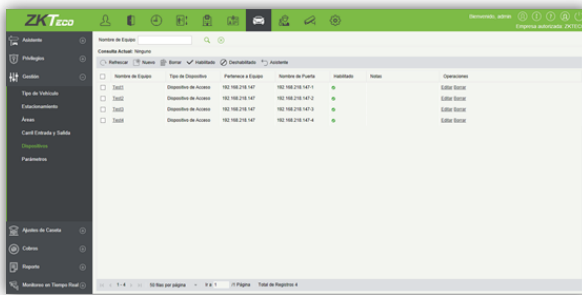 ZKTECO
Bienvenido, admin
Empresa autorizada: ZKTECO
Asistente
Privilegios
Gestión
Tipo de Vehículo
Estacionamiento
Áreas
Carril Entrada y Salida
Dispositivos
Parámetros
Ajustes de Caseta
Cobros
Reporte
Monitoreo en Tiempo Real
Nombre de Equipo
Consulta Actual: Ninguno
Refrescar Nuevo Borrar Habilitado Deshabilitado Asistente
Nombre de Equipo Tipo de Dispositivo Pertenece a Equipo Nombre de Puerta Habilitado Notas Operaciones
Test1 Dispositivo de Acceso 192.168.218.147 192.168.218.147-1 Editar Borrar
Test2 Dispositivo de Acceso 192.168.218.147 192.168.218.147-2 Editar Borrar
Test3 Dispositivo de Acceso 192.168.218.147 192.168.218.147-3 Editar Borrar
Test4 Dispositivo de Acceso 192.168.218.147 192.168.218.147-4 Editar Borrar
1-4 50 filas por página Ir a 1 /1 Página Total de Registros 4